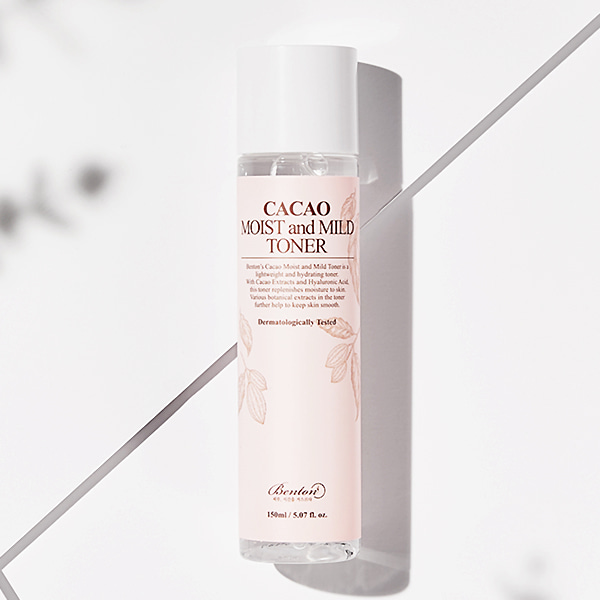 CACAO
MOIST and MILD
TONER
Benton's Cacao Moist and Mild Toner is a
lightweight and hydrating toner.
With Cacao Extracts and Hyaluronic Acid,
this toner replenishes moisture to skin.
Various botanical extracts in the toner
further help to keep skin smooth.
Dermatologically Tested
Benton
150ml / 5.07 fl. oz.